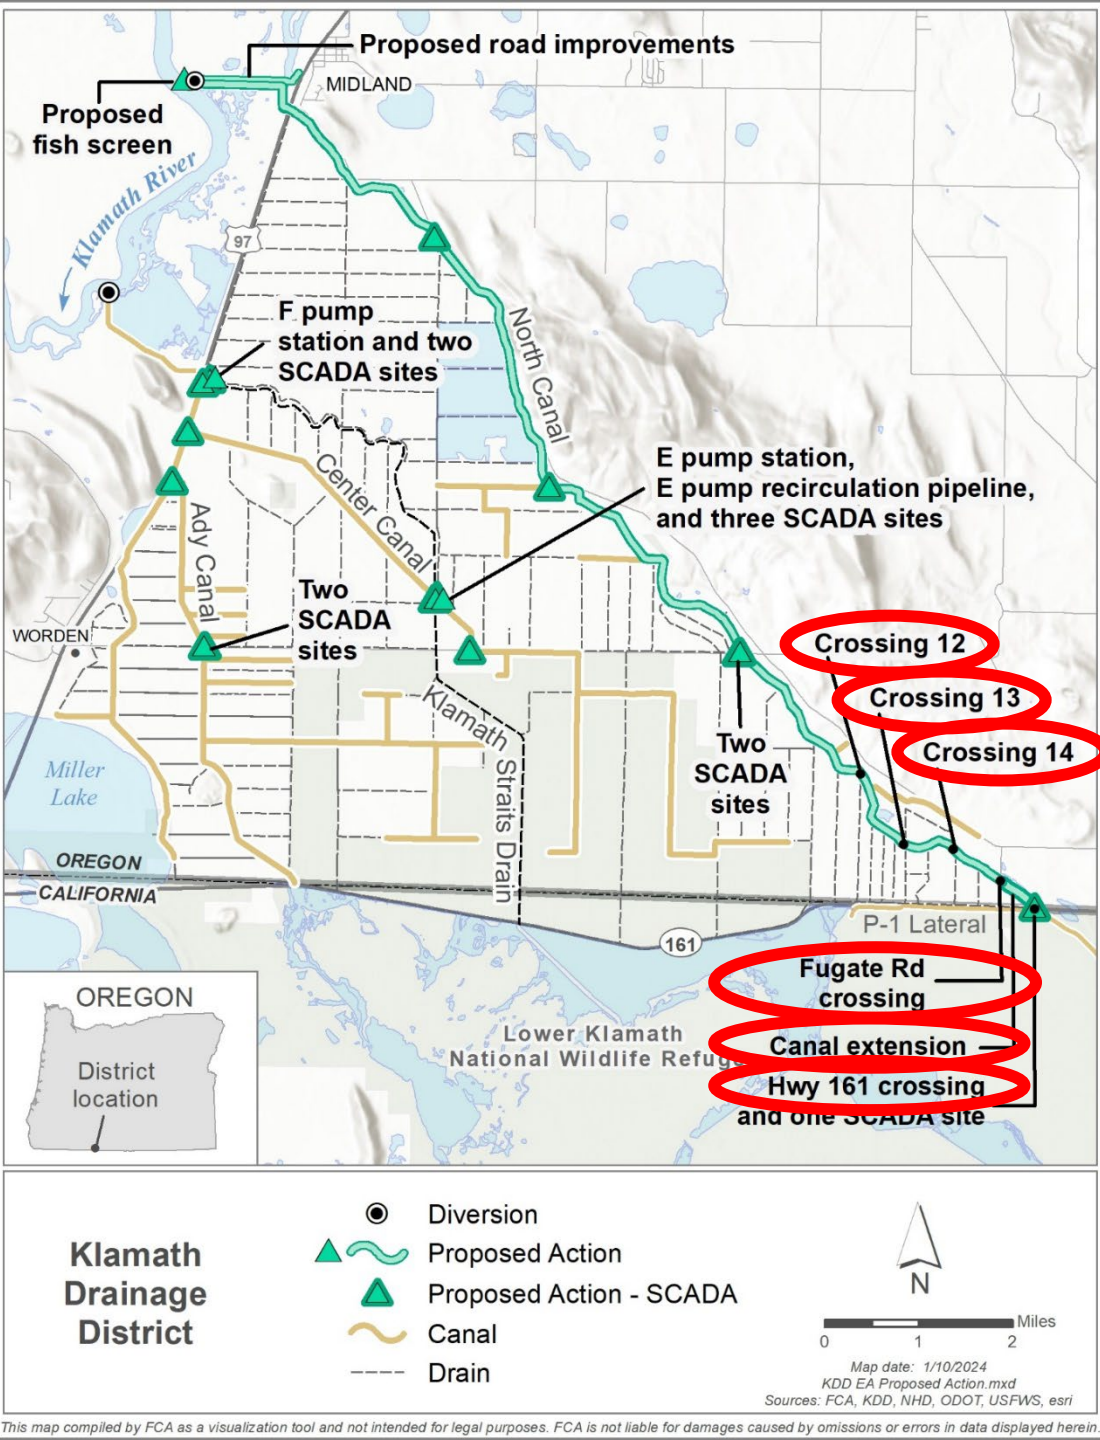 Proposed road improvements
MIDLAND
Proposed
fish screen
Klamath River
97
F pump
station and two
SCADA sites
North Canal
E pump station,
E pump recirculation pipeline,
and three SCADA sites
Center Canal
Ady Canal
Two
SCADA
sites
WORDEN
Crossing 12
Crossing 13
Crossing 14
Klamath
Straits Drain
Two
SCADA
sites
Miller
Lake
OREGON
CALIFORNIA
P-1 Lateral
161
Fugate Rd
crossing
Lower Klamath
National Wildlife
Canal extension
Hwy 161 crossing
and one SCADA site
OREGON
District
location
Klamath
Drainage
District
Diversion
Proposed Action
Proposed Action - SCADA
Canal
Drain
N
Miles
0 1 2
Map date: 1/10/2024
KDD EA Proposed Action.mxd
Sources: FCA, KDD, NHD, ODOT, USFWS, esri
This map compiled by FCA as a visualization tool and not intended for legal purposes. FCA is not liable for damages caused by omissions or errors in data displayed herein.